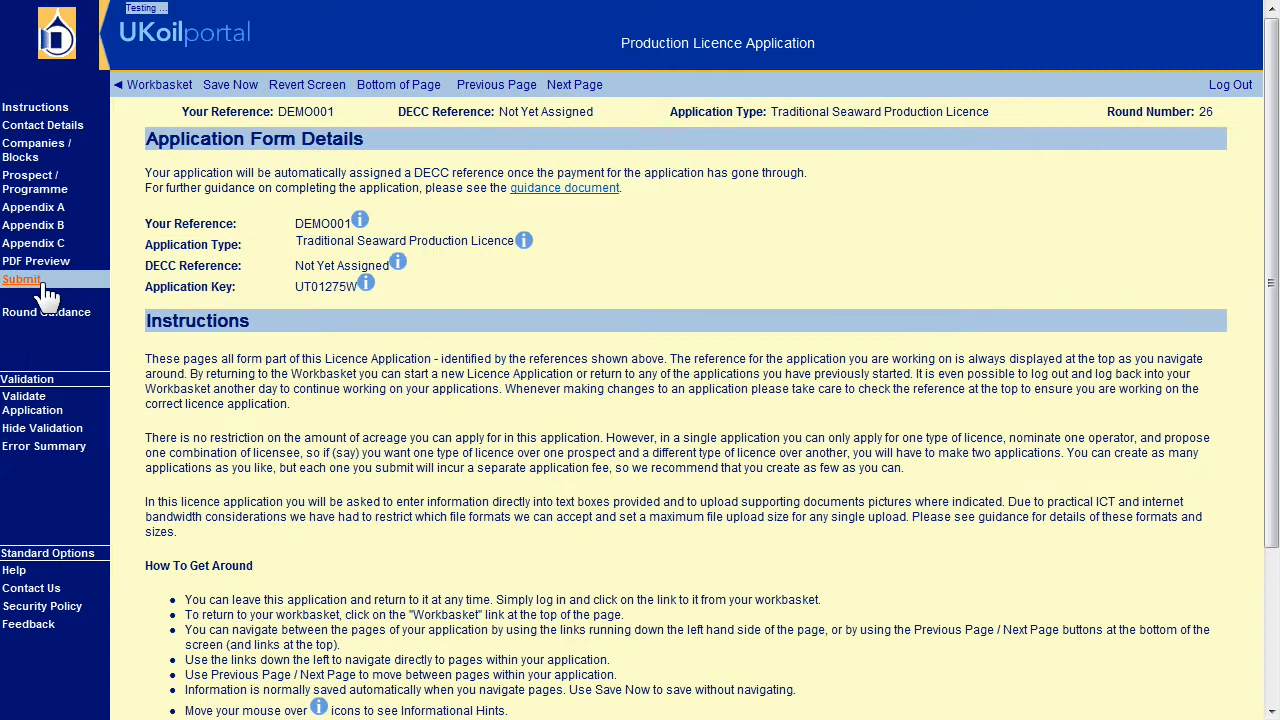 Testing ...
UKoilportal
Production Licence Application
Workbasket Save Now Revert Screen Bottom of Page Previous Page Next Page Log Out
Your Reference: DEMO001 DECC Reference: Not Yet Assigned Application Type: Traditional Seaward Production Licence Round Number: 26
Instructions
Contact Details
Companies /
Blocks
Prospect /
Programme
Appendix A
Appendix B
Appendix C
PDF Preview
Submit
Round Guidance
Validation
Validate
Application
Hide Validation
Error Summary
Standard Options
Help
Contact Us
Security Policy
Feedback
Application Form Details
Your application will be automatically assigned a DECC reference once the payment for the application has gone through.
For further guidance on completing the application, please see the guidance document.
Your Reference: DEMO001
Application Type: Traditional Seaward Production Licence
DECC Reference: Not Yet Assigned
Application Key: UT01275W
Instructions
These pages all form part of this Licence Application - identified by the references shown above. The reference for the application you are working on is always displayed at the top as you navigate
around. By returning to the Workbasket you can start a new Licence Application or return to any of the applications you have previously started. It is even possible to log out and log back into your
Workbasket another day to continue working on your applications. Whenever making changes to an application please take care to check the reference at the top to ensure you are working on the
correct licence application.
There is no restriction on the amount of acreage you can apply for in this application. However, in a single application you can only apply for one type of licence, nominate one operator, and propose
one combination of licensee, so if (say) you want one type of licence over one prospect and a different type of licence over another, you will have to make two applications. You can create as many
applications as you like, but each one you submit will incur a separate application fee, so we recommend that you create as few as you can.
In this licence application you will be asked to enter information directly into text boxes provided and to upload supporting documents pictures where indicated. Due to practical ICT and internet
bandwidth considerations we have had to restrict which file formats we can accept and set a maximum file upload size for any single upload. Please see guidance for details of these formats and
sizes.
How To Get Around
You can leave this application and return to it at any time. Simply log in and click on the link to it from your workbasket.
To return to your workbasket, click on the "Workbasket" link at the top of the page.
You can navigate between the pages of your application by using the links running down the left hand side of the page, or by using the Previous Page / Next Page buttons at the bottom of the
screen (and links at the top).
Use the links down the left to navigate directly to pages within your application.
Use Previous Page / Next Page to move between pages within your application.
Information is normally saved automatically when you navigate pages. Use Save Now to save without navigating.
Move your mouse over i icons to see Informational Hints.